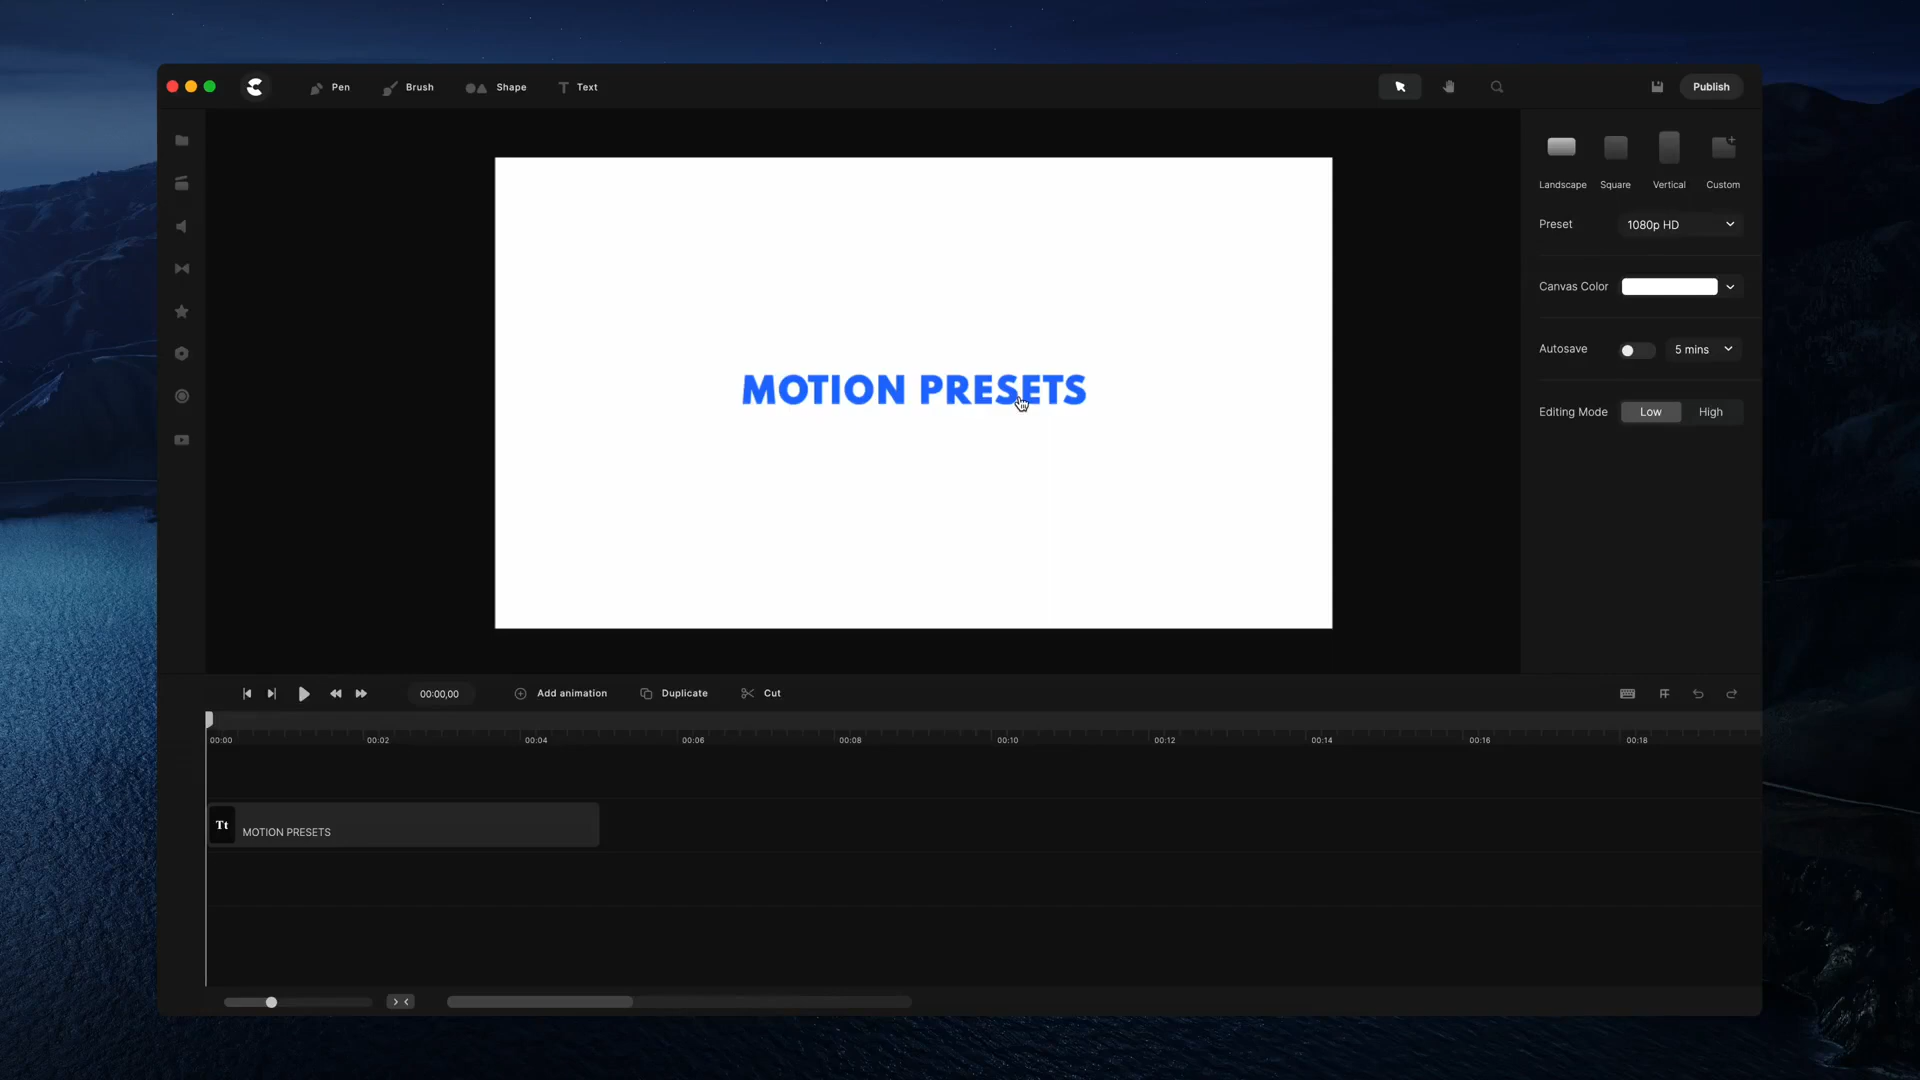 Pen Brush Shape Text Publish
Landscape Square Vertical Custom
Preset 1080p HD
Canvas Color
Autosave 5 mins
Editing Mode Low High
MOTION PRESETS
00:00,00 Add animation Duplicate Cut
00:00 00:02 00:04 00:06 00:08 00:10 00:12 00:14 00:16 00:18
Tt MOTION PRESETS